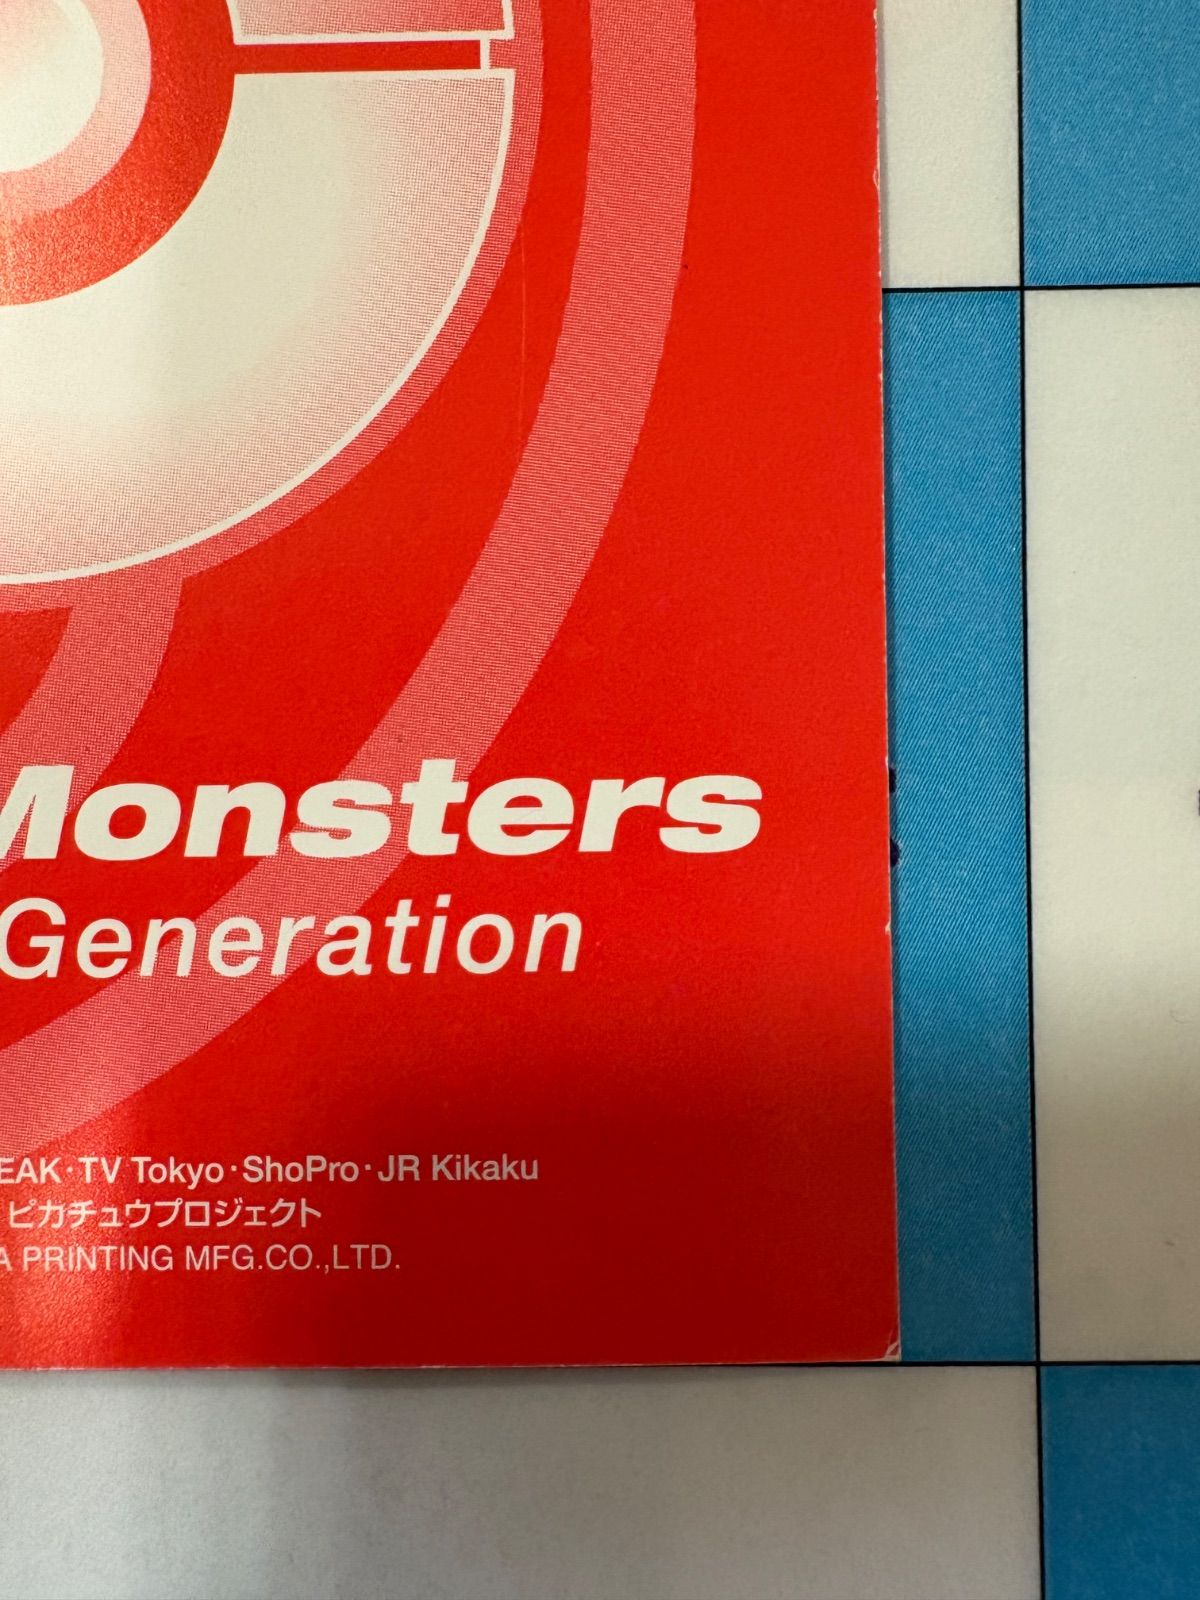 Monsters
Generation
EAK·TV Tokyo·ShoPro·JR Kikaku
ピカチュウプロジェクト
A PRINTING MFG.CO.,LTD.